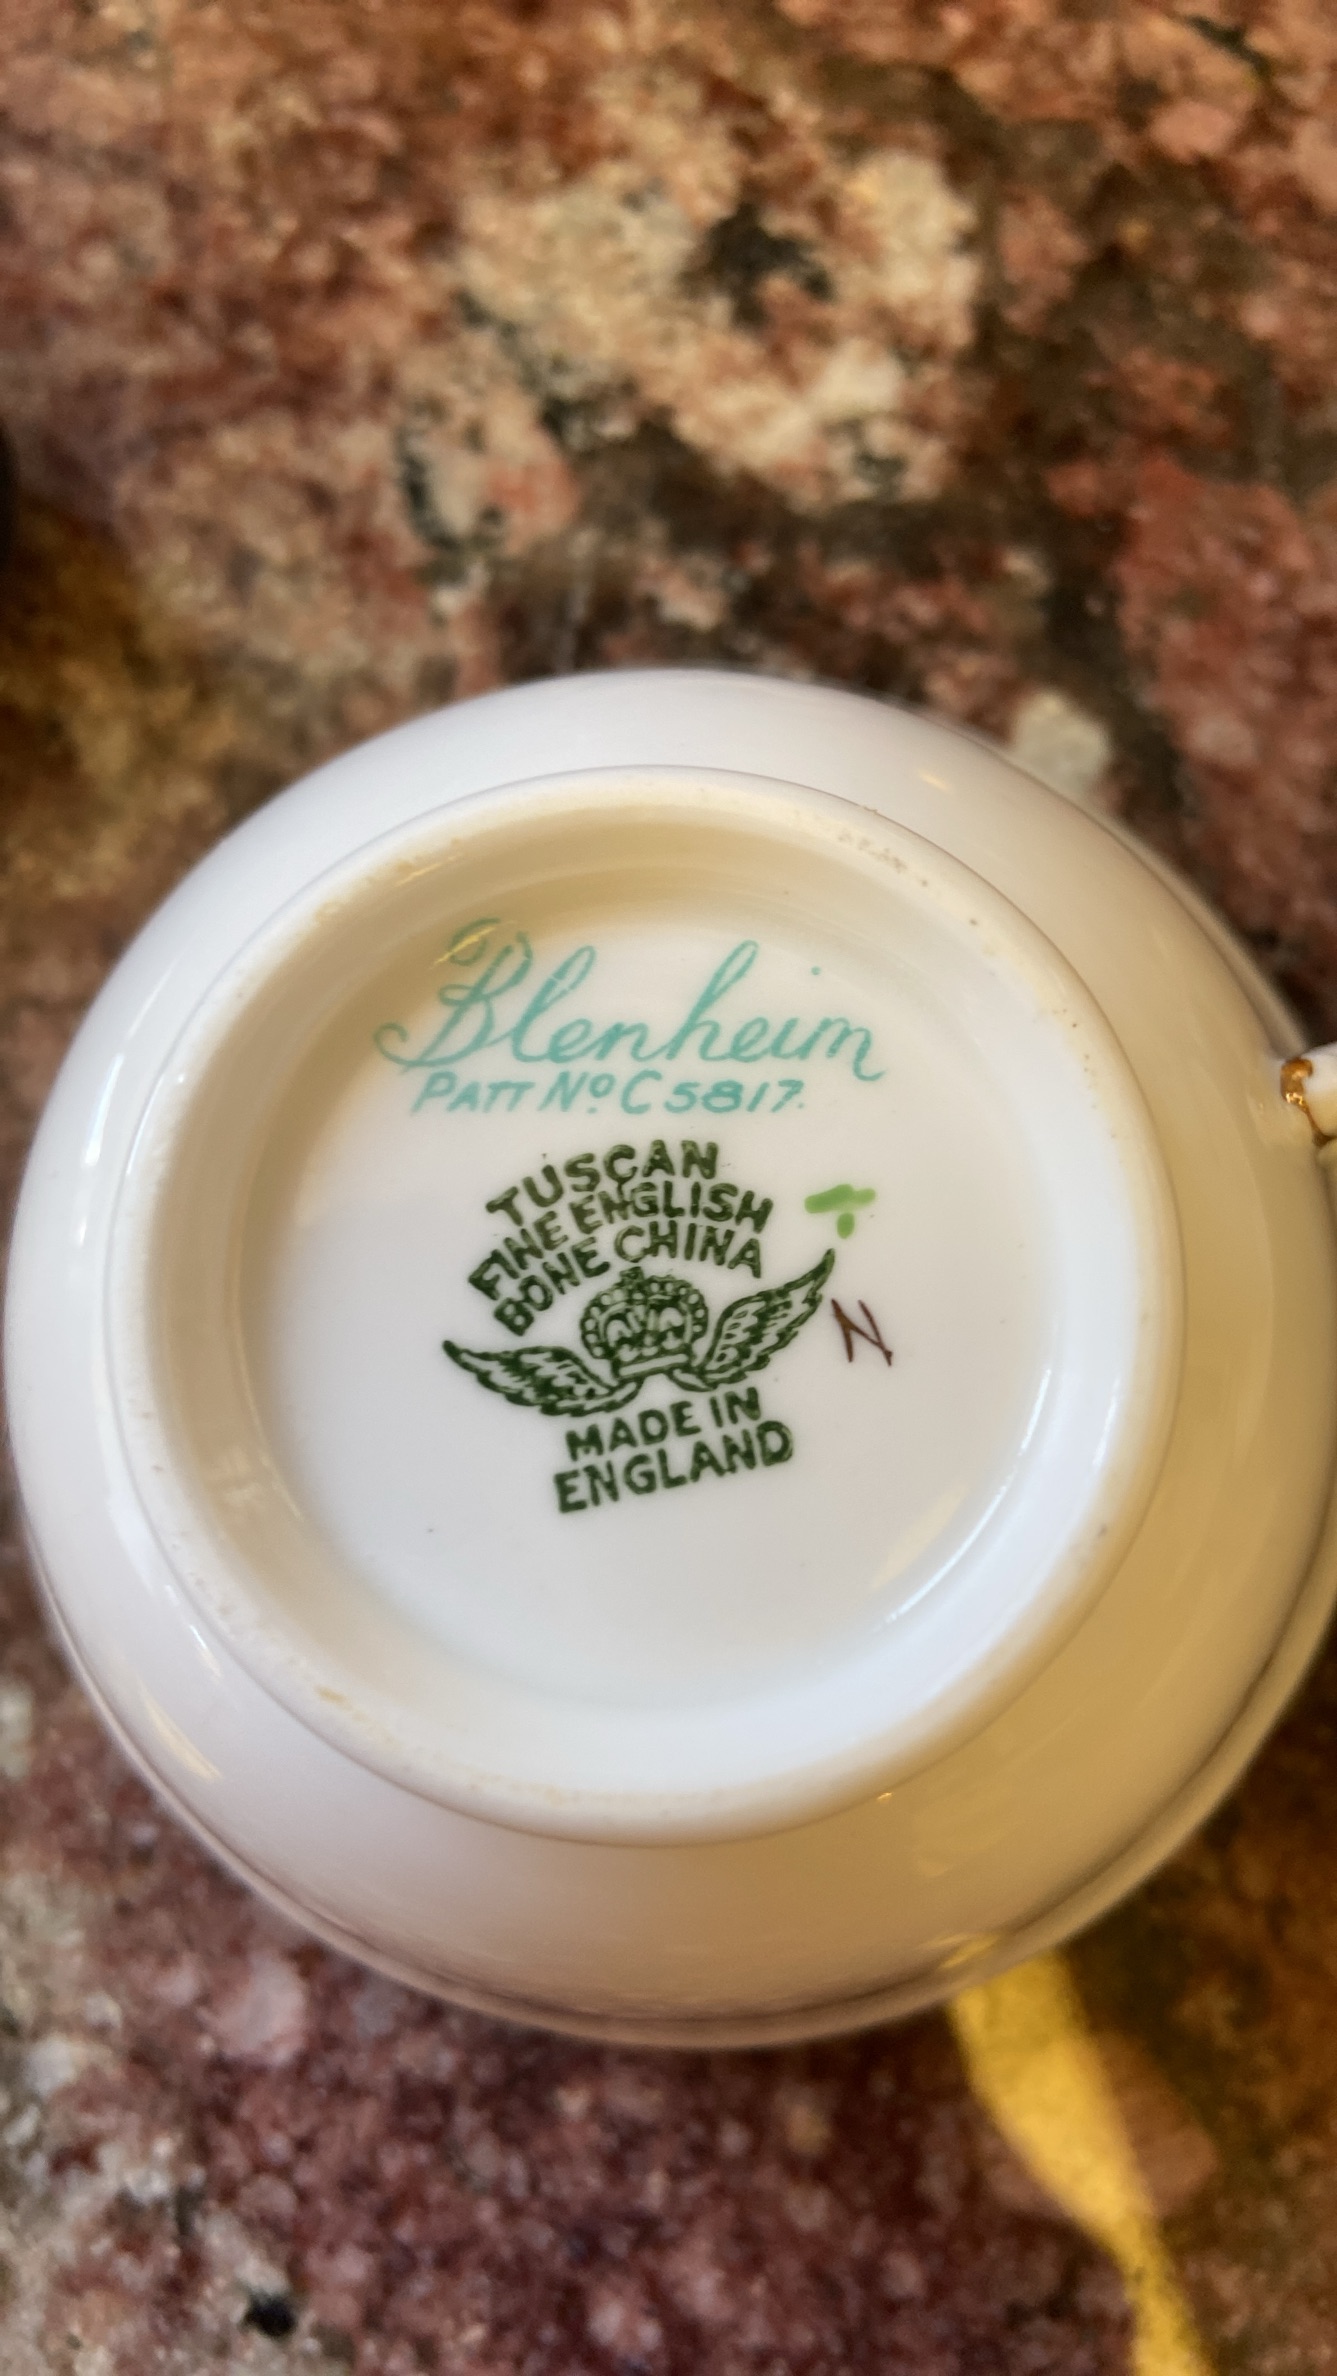 Blenheim
PATT Nº C5817.
TUSCAN
FINE ENGLISH
BONE CHINA
MADE IN
ENGLAND
N